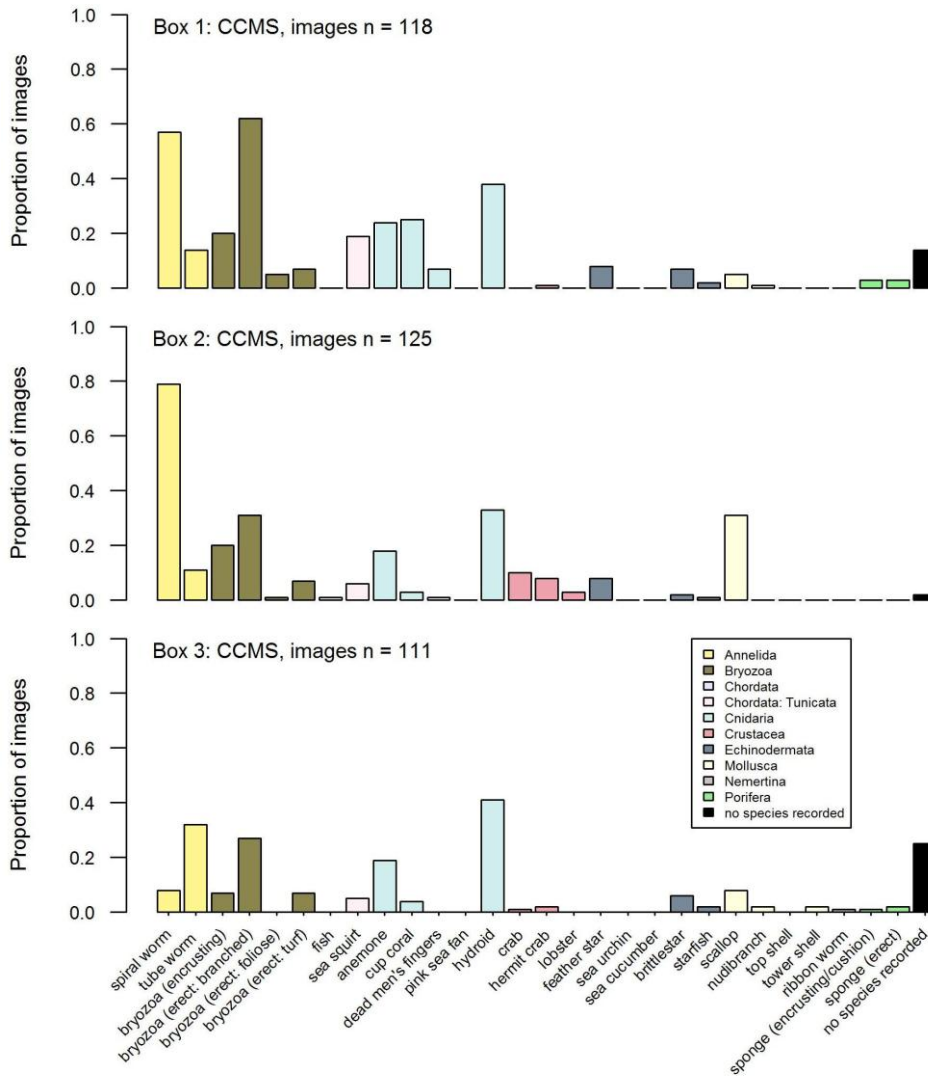 Box 1: CCMS, images n = 118
Proportion of images
1.0
0.8
0.6
0.4
0.2
0.0
Box 2: CCMS, images n = 125
Proportion of images
1.0
0.8
0.6
0.4
0.2
0.0
Box 3: CCMS, images n = 111
Proportion of images
1.0
0.8
0.6
0.4
0.2
0.0
Annelida
Bryozoa
Chordata
Chordata: Tunicata
Cnidaria
Crustacea
Echinodermata
Mollusca
Nemertina
Porifera
no species recorded
spiral worm
tube worm
bryozoa (encrusting)
bryozoa (erect: branched)
bryozoa (erect: foliose)
bryozoa (erect: turf)
fish
sea squirt
anemone
cup coral
dead men's fingers
pink sea fan
hydroid
crab
hermit crab
lobster
feather star
sea urchin
sea cucumber
brittlestar
starfish
scallop
nudibranch
top shell
tower shell
ribbon worm
sponge (encrusting/cushion)
sponge (erect)
no species recorded